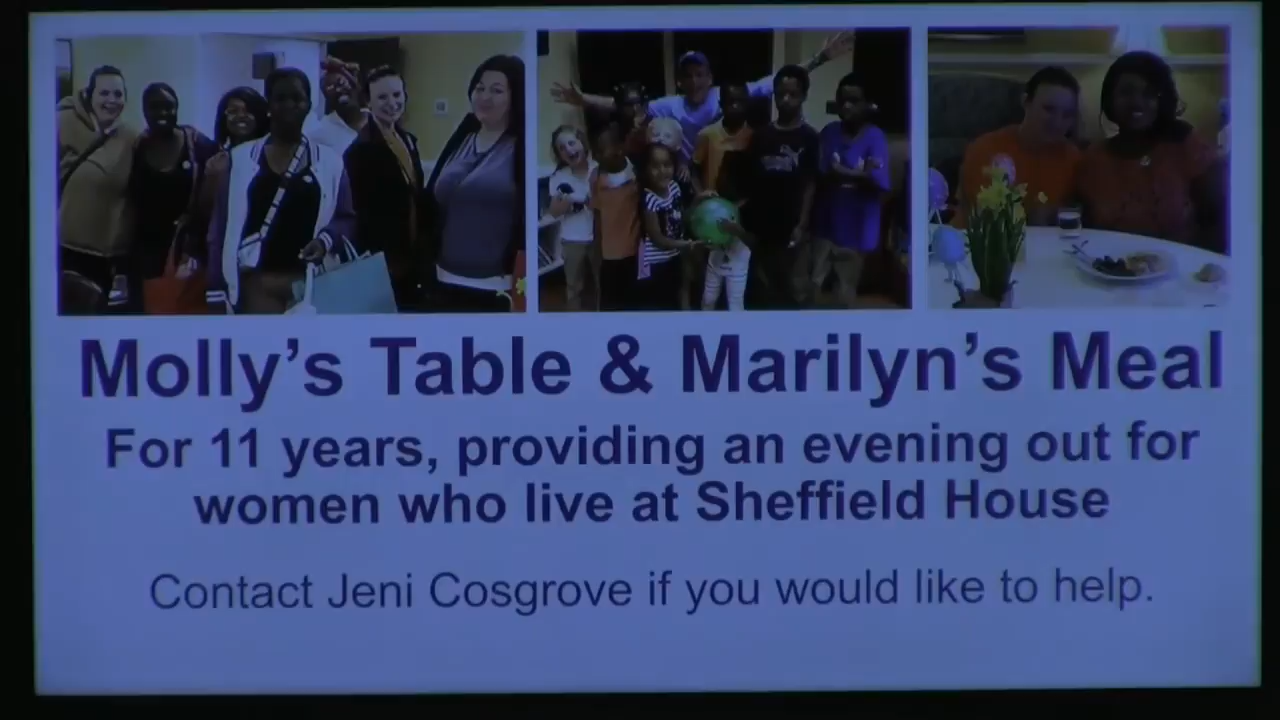 Molly's Table & Marilyn's Meal
For 11 years, providing an evening out for
women who live at Sheffield House
Contact Jeni Cosgrove if you would like to help.